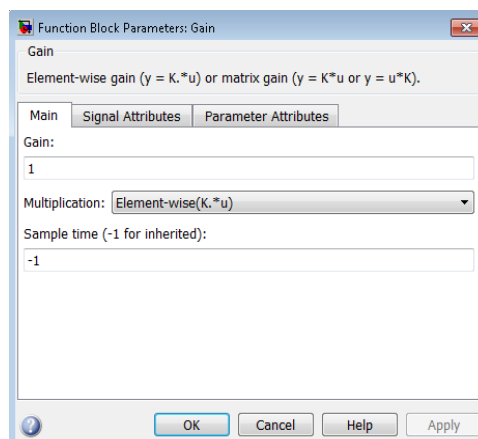 Function Block Parameters: Gain
Gain
Element-wise gain (y = K.*u) or matrix gain (y = K*u or y = u*K).
Main Signal Attributes Parameter Attributes
Gain:
1
Multiplication: Element-wise(K.*u)
Sample time (-1 for inherited):
-1
OK Cancel Help Apply